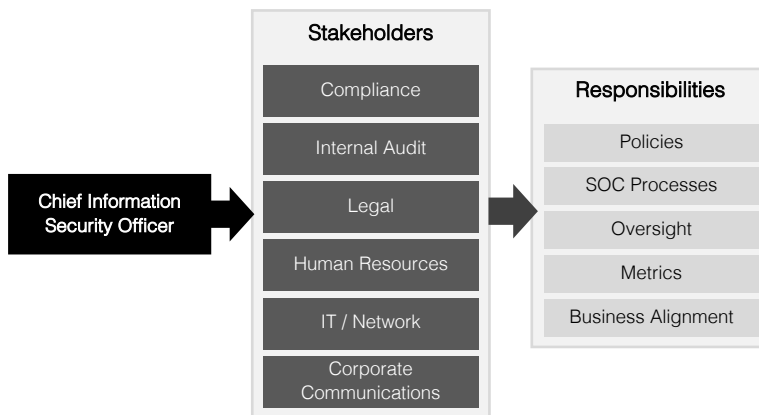 Chief Information
Security Officer
Stakeholders
Compliance
Internal Audit
Legal
Human Resources
IT / Network
Corporate
Communications
Responsibilities
Policies
SOC Processes
Oversight
Metrics
Business Alignment